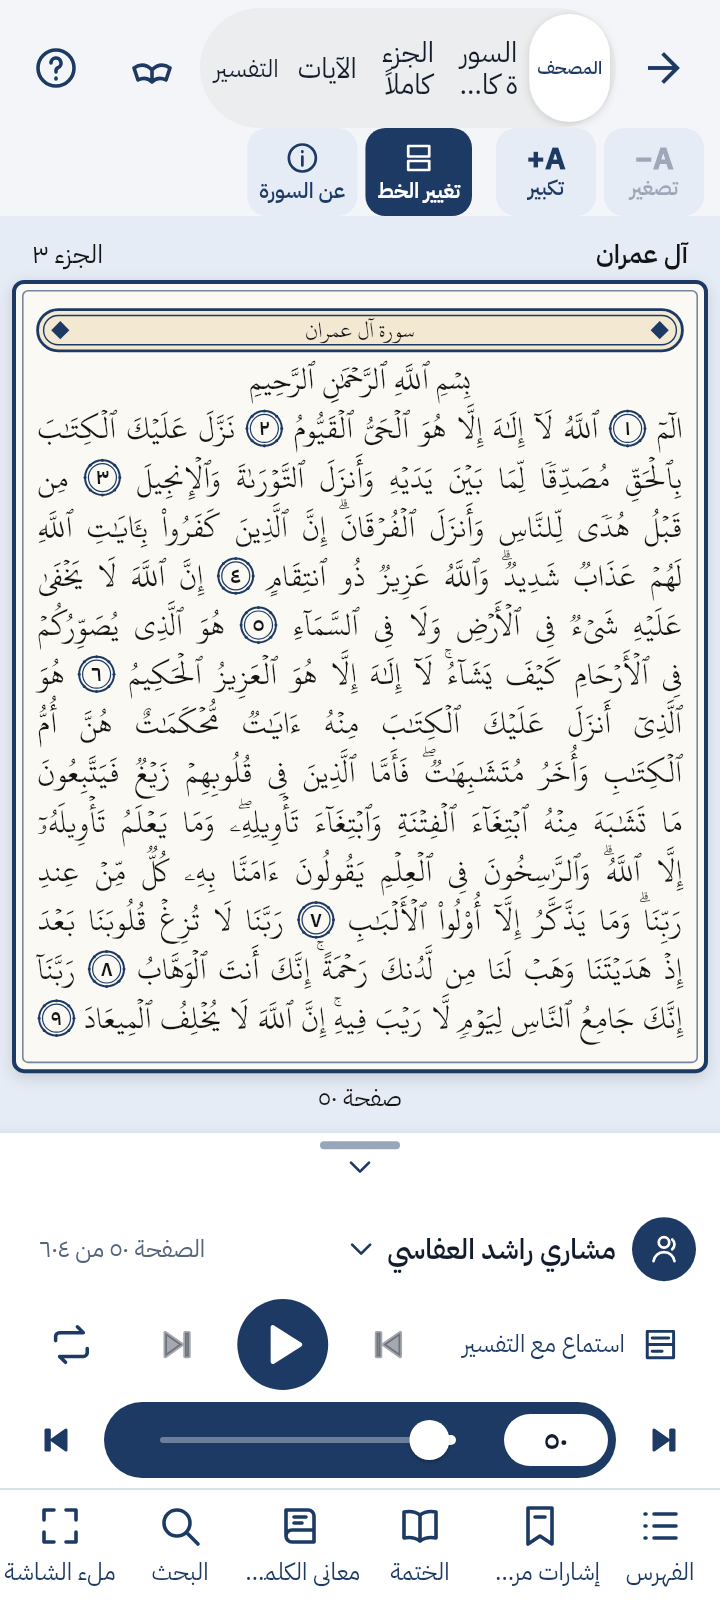 المصحف
السور
ة كا...
الجزء
كاملاً
الآيات
التفسير
A−
تصغير
A+
تكبير
تغيير الخط
عن السورة
آل عمران
الجزء ٣
سورة آل عمران
بِسۡمِ ٱللَّهِ ٱلرَّحۡمَٰنِ ٱلرَّحِيمِ
الٓمٓ ١ ٱللَّهُ لَآ إِلَٰهَ إِلَّا هُوَ ٱلۡحَيُّ ٱلۡقَيُّومُ ٢ نَزَّلَ عَلَيۡكَ ٱلۡكِتَٰبَ
بِٱلۡحَقِّ مُصَدِّقٗا لِّمَا بَيۡنَ يَدَيۡهِ وَأَنزَلَ ٱلتَّوۡرَىٰةَ وَٱلۡإِنجِيلَ ٣ مِن
قَبۡلُ هُدٗى لِّلنَّاسِ وَأَنزَلَ ٱلۡفُرۡقَانَۗ إِنَّ ٱلَّذِينَ كَفَرُواْ بِـَٔايَٰتِ ٱللَّهِ
لَهُمۡ عَذَابٞ شَدِيدٞۗ وَٱللَّهُ عَزِيزٞ ذُو ٱنتِقَامٍ ٤ إِنَّ ٱللَّهَ لَا يَخۡفَىٰ
عَلَيۡهِ شَيۡءٞ فِي ٱلۡأَرۡضِ وَلَا فِي ٱلسَّمَآءِ ٥ هُوَ ٱلَّذِي يُصَوِّرُكُمۡ
فِي ٱلۡأَرۡحَامِ كَيۡفَ يَشَآءُۚ لَآ إِلَٰهَ إِلَّا هُوَ ٱلۡعَزِيزُ ٱلۡحَكِيمُ ٦ هُوَ
ٱلَّذِيٓ أَنزَلَ عَلَيۡكَ ٱلۡكِتَٰبَ مِنۡهُ ءَايَٰتٞ مُّحۡكَمَٰتٌ هُنَّ أُمُّ
ٱلۡكِتَٰبِ وَأُخَرُ مُتَشَٰبِهَٰتٞۖ فَأَمَّا ٱلَّذِينَ فِي قُلُوبِهِمۡ زَيۡغٞ فَيَتَّبِعُونَ
مَا تَشَٰبَهَ مِنۡهُ ٱبۡتِغَآءَ ٱلۡفِتۡنَةِ وَٱبۡتِغَآءَ تَأۡوِيلِهِۦۖ وَمَا يَعۡلَمُ تَأۡوِيلَهُۥٓ
إِلَّا ٱللَّهُۗ وَٱلرَّٰسِخُونَ فِي ٱلۡعِلۡمِ يَقُولُونَ ءَامَنَّا بِهِۦ كُلّٞ مِّنۡ عِندِ
رَبِّنَاۗ وَمَا يَذَّكَّرُ إِلَّآ أُوْلُواْ ٱلۡأَلۡبَٰبِ ٧ رَبَّنَا لَا تُزِغۡ قُلُوبَنَا بَعۡدَ
إِذۡ هَدَيۡتَنَا وَهَبۡ لَنَا مِن لَّدُنكَ رَحۡمَةًۚ إِنَّكَ أَنتَ ٱلۡوَهَّابُ ٨ رَبَّنَآ
إِنَّكَ جَامِعُ ٱلنَّاسِ لِيَوۡمٖ لَّا رَيۡبَ فِيهِۚ إِنَّ ٱللَّهَ لَا يُخۡلِفُ ٱلۡمِيعَادَ ٩
صفحة ٥٠
مشاري راشد العفاسي
الصفحة ٥٠ من ٦٠٤
استماع مع التفسير
٥٠
الفهرس
إشارات مر...
الختمة
معاني الكلم...
البحث
ملء الشاشة